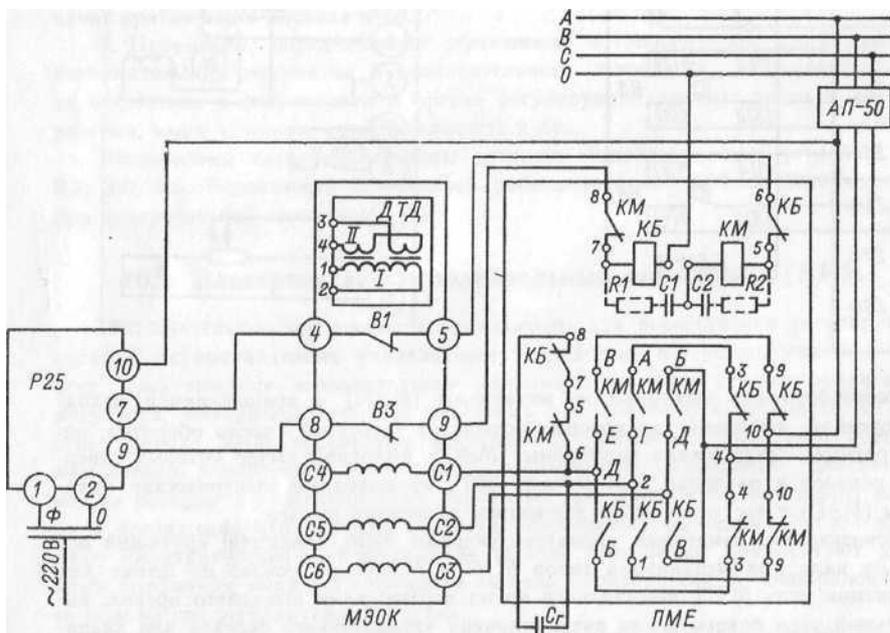 A
B
C
O
АП-50
8 КМ
6 КБ
3
ДТД
4 II
КБ КМ
1
7
5
2
R1 C1 C2 R2
В1
4 5
10
8
КБ
В А Б 3 9
Р25
7
7
КМ КМ КМ КБ КБ
В3
5
8 9
9
КМ
Е Г Д 10
6
4
С4 С1
Д
1 2
2
4 10
Ф О
С5 С2
КБ КБ КБ КМ КМ
~220В
С6 С3
Б 1 В 3 9
МЭОК
Сг
ПМЕ